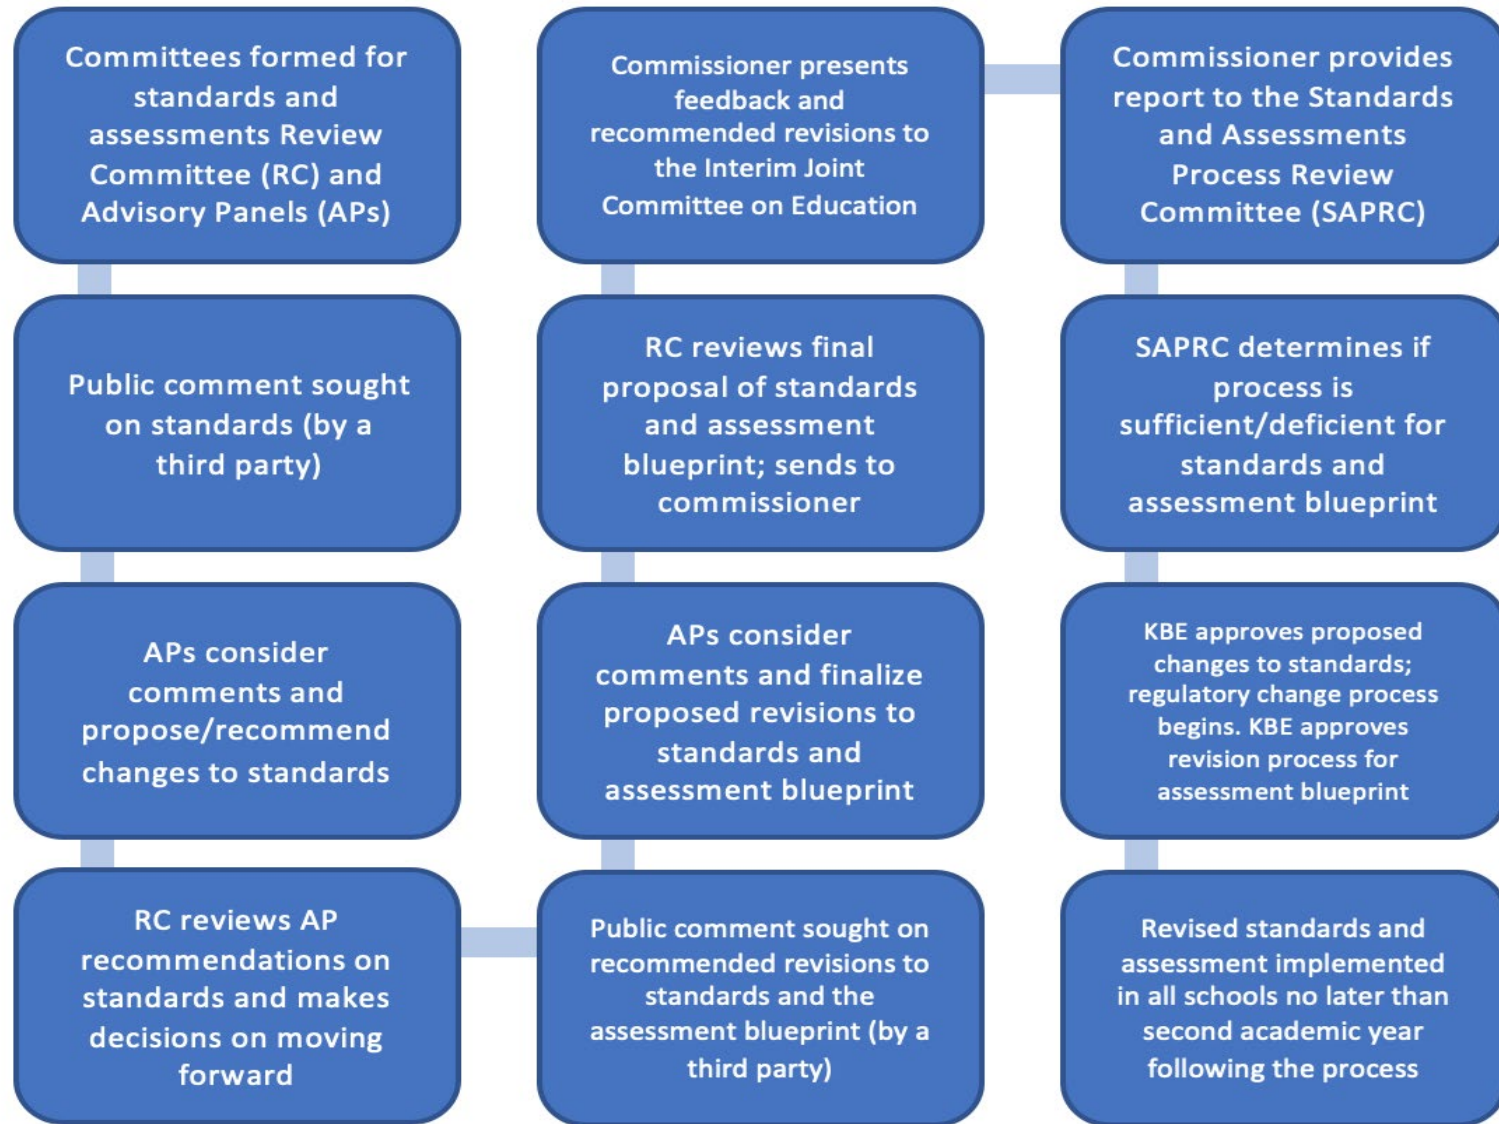 Committees formed for
standards and
assessments Review
Committee (RC) and
Advisory Panels (APs)
Public comment sought
on standards (by a
third party)
APs consider
comments and
propose/recommend
changes to standards
RC reviews AP
recommendations on
standards and makes
decisions on moving
forward
Public comment sought on
recommended revisions to
standards and the
assessment blueprint (by a
third party)
APs consider
comments and finalize
proposed revisions to
standards and
assessment blueprint
RC reviews final
proposal of standards
and assessment
blueprint; sends to
commissioner
Commissioner presents
feedback and
recommended revisions to
the Interim Joint
Committee on Education
Commissioner provides
report to the Standards
and Assessments
Process Review
Committee (SAPRC)
SAPRC determines if
process is
sufficient/deficient for
standards and
assessment blueprint
KBE approves proposed
changes to standards;
regulatory change process
begins. KBE approves
revision process for
assessment blueprint
Revised standards and
assessment implemented
in all schools no later than
second academic year
following the process